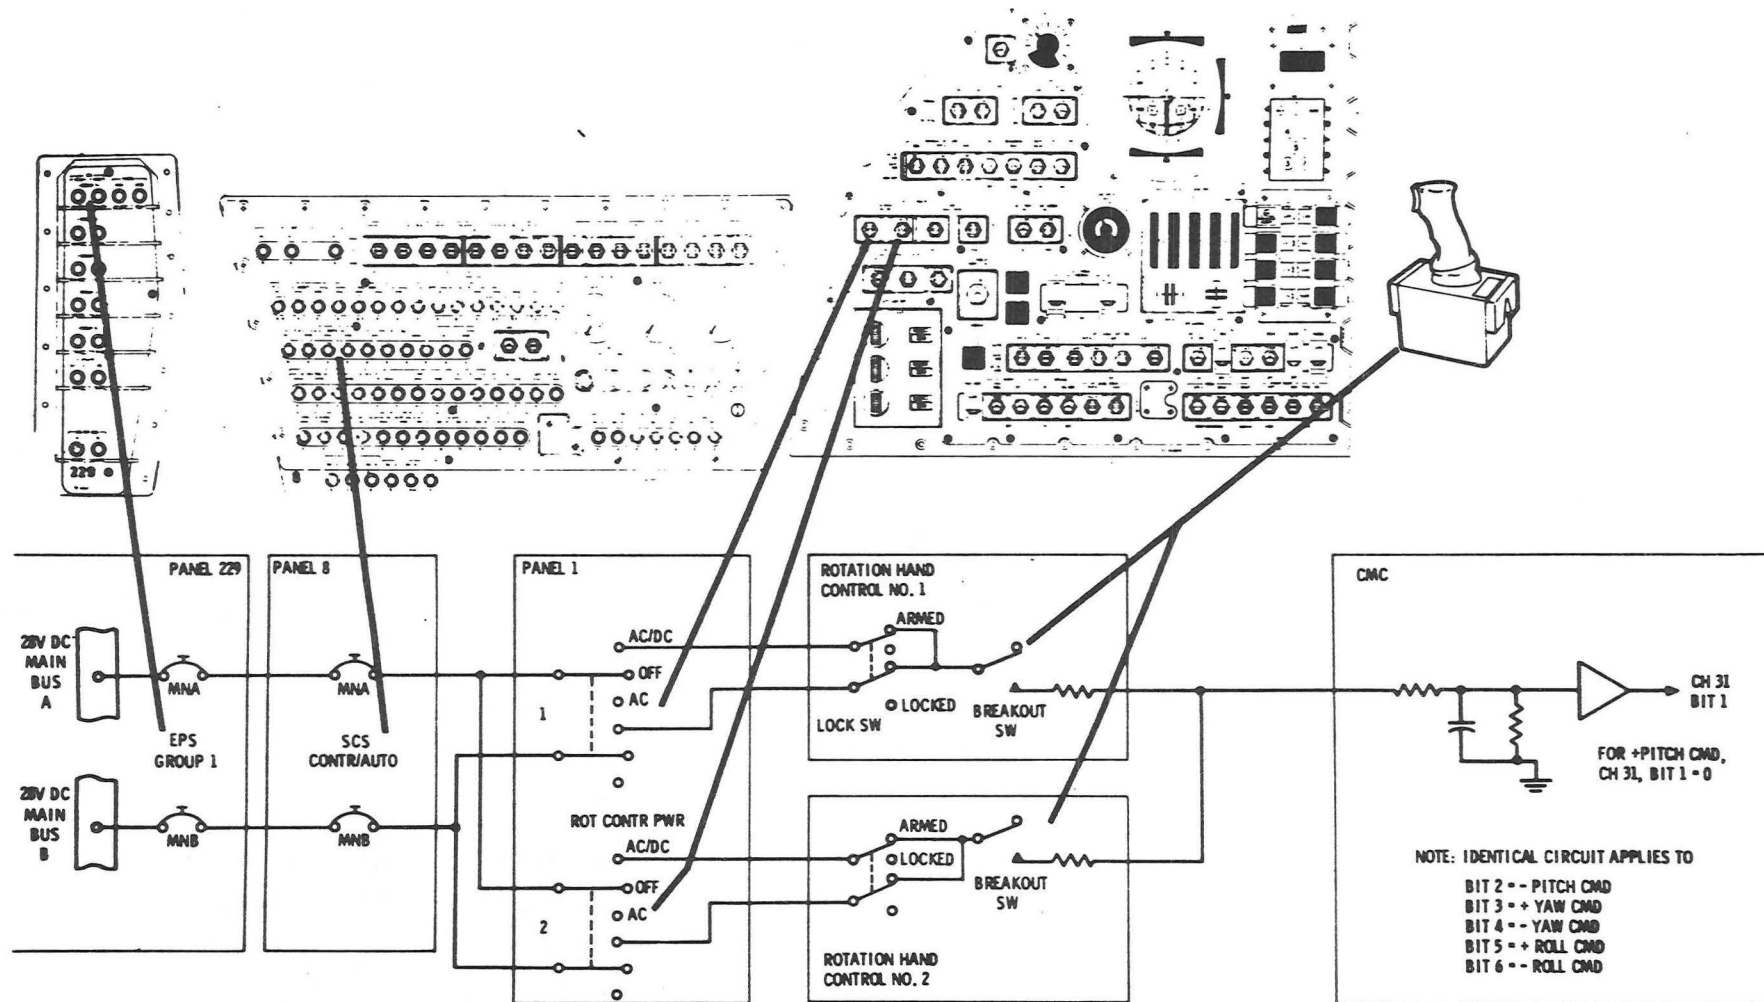 229
8
PANEL 229
PANEL 8
PANEL 1
ROTATION HAND
CONTROL NO. 1
CMC
28V DC
MAIN
BUS
A
MNA
MNA
AC/DC
OFF
AC
1
ARMED
LOCKED
LOCK SW
BREAKOUT
SW
CH 31
BIT 1
EPS
GROUP 1
SCS
CONTR/AUTO
FOR +PITCH CMD,
CH 31, BIT 1 = 0
28V DC
MAIN
BUS
B
MNB
MNB
ROT CONTR PWR
AC/DC
OFF
AC
2
ARMED
LOCKED
BREAKOUT
SW
ROTATION HAND
CONTROL NO. 2
NOTE: IDENTICAL CIRCUIT APPLIES TO
BIT 2 = - PITCH CMD
BIT 3 = + YAW CMD
BIT 4 = - YAW CMD
BIT 5 = + ROLL CMD
BIT 6 = - ROLL CMD